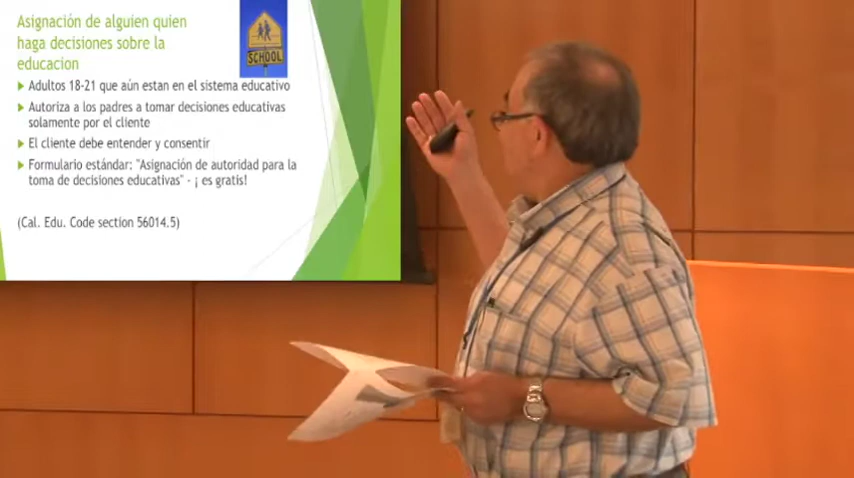 Asignación de alguien quien
haga decisiones sobre la
educacion
SCHOOL
Adultos 18-21 que aún estan en el sistema educativo
Autoriza a los padres a tomar decisiones educativas
solamente por el cliente
El cliente debe entender y consentir
Formulario estándar: "Asignación de autoridad para la
toma de decisiones educativas" - ¡ es gratis!
(Cal. Edu. Code section 56014.5)